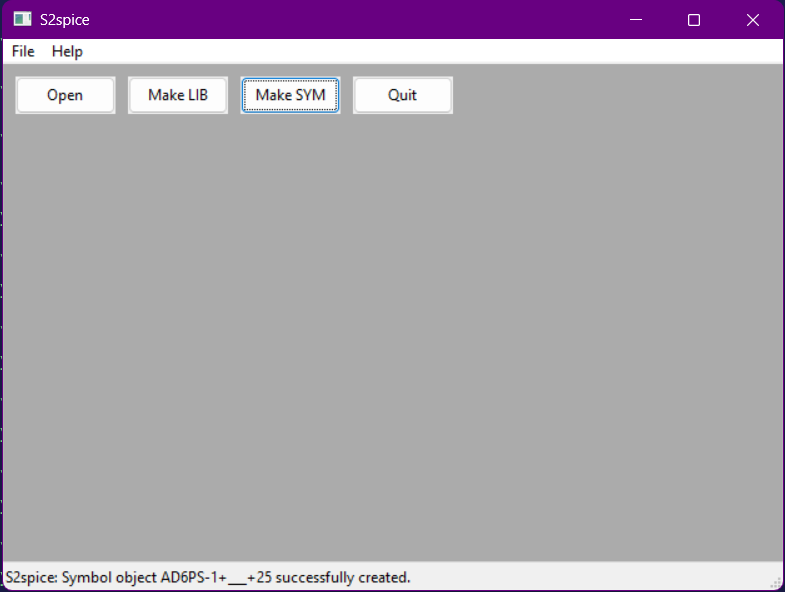 S2spice
File Help
Open Make LIB Make SYM Quit
S2spice: Symbol object AD6PS-1+___+25 successfully created.